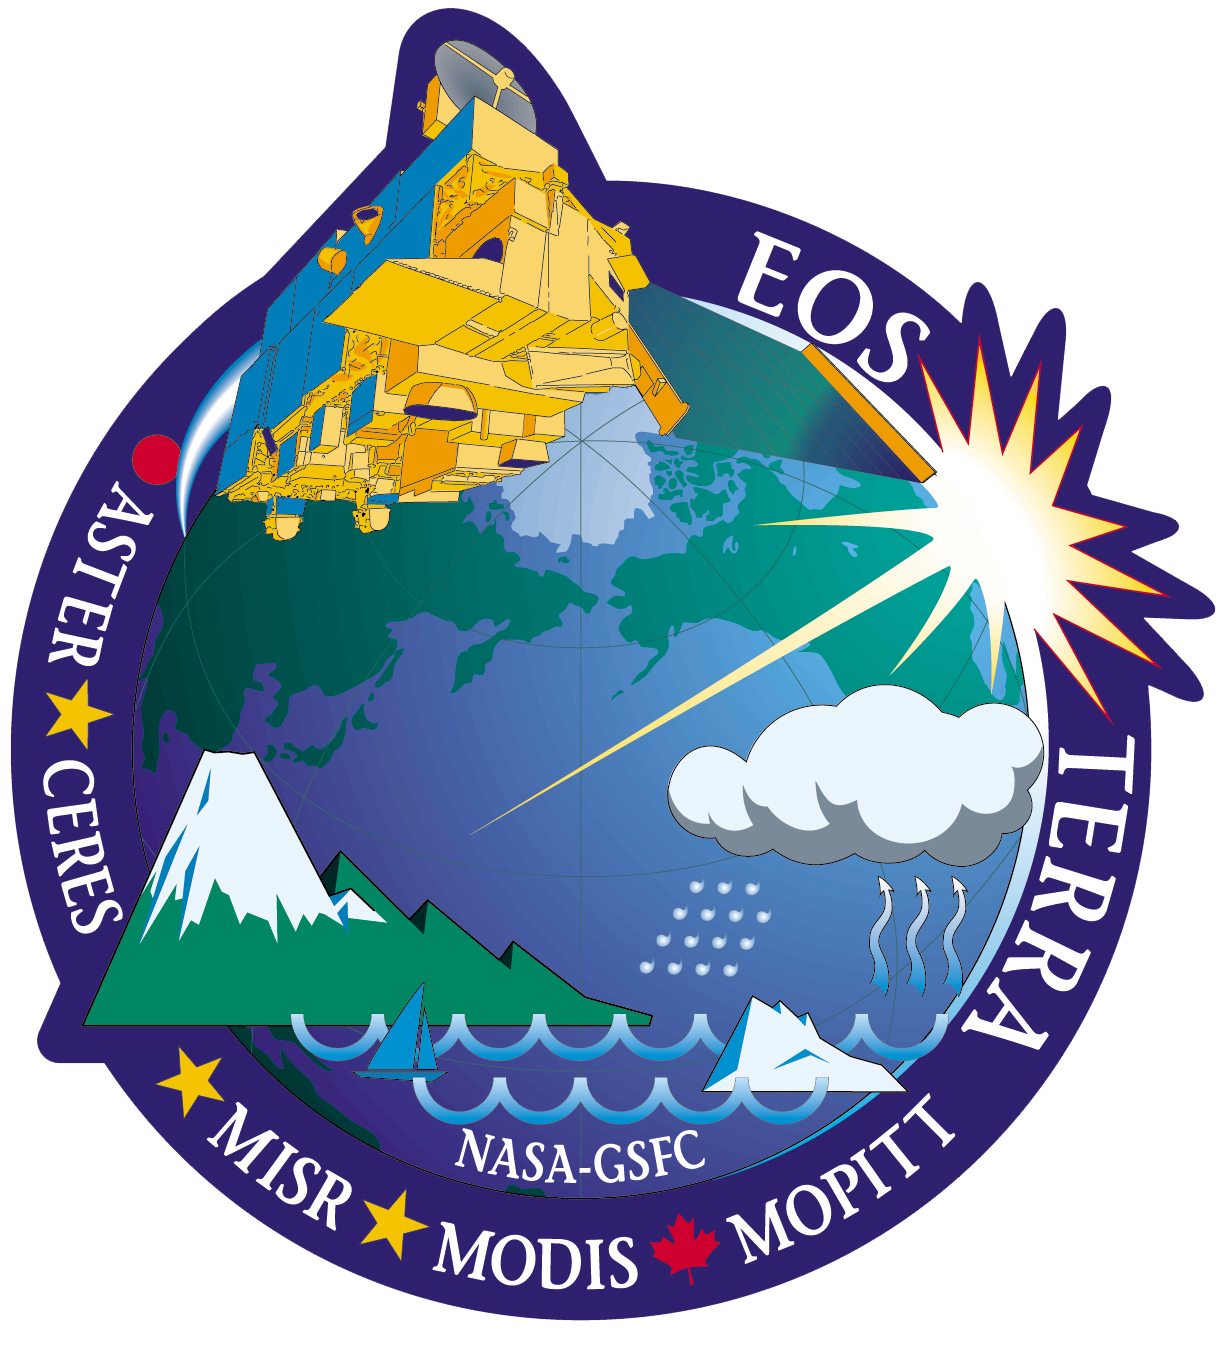 EOS
TERRA
ASTER
CERES
MISR
MODIS
MOPITT
NASA-GSFC